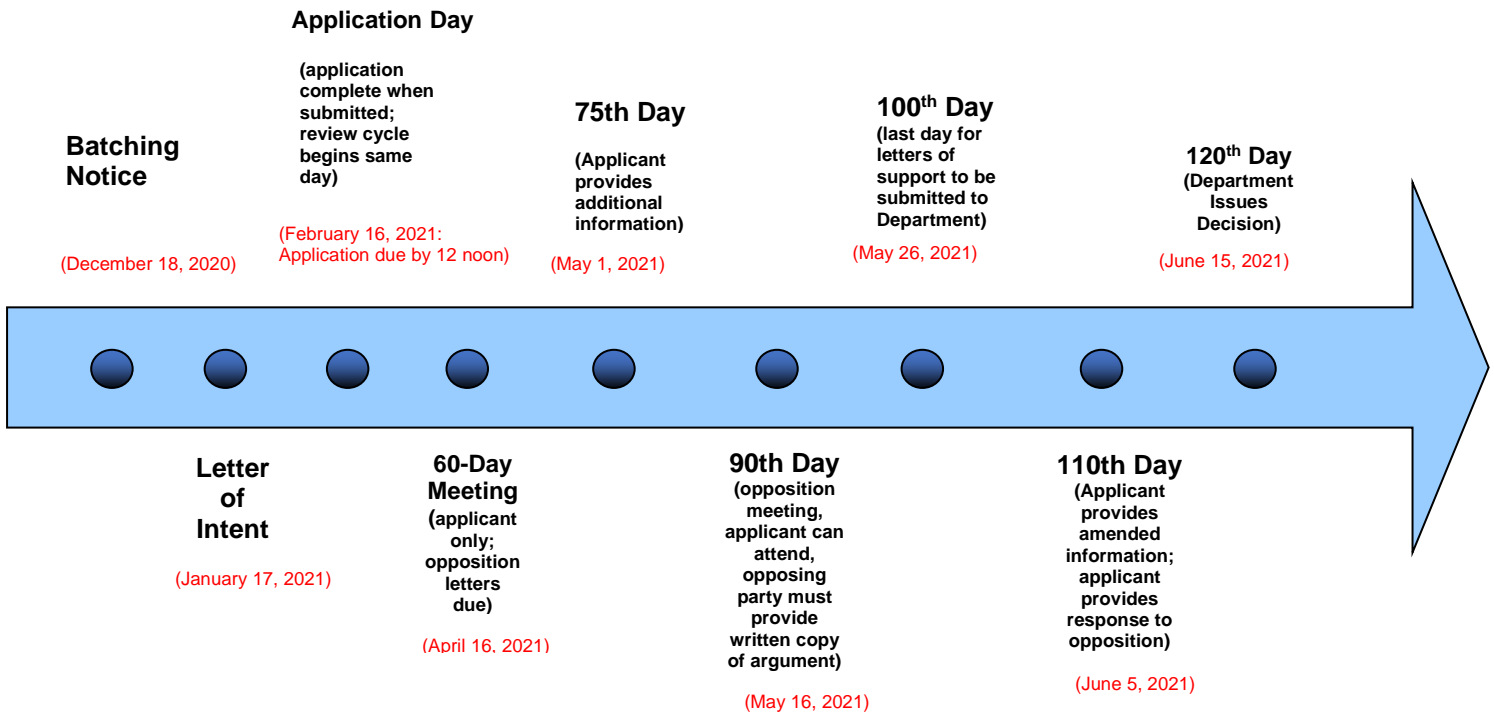 Batching
Notice
(December 18, 2020)
Application Day
(application
complete when
submitted;
review cycle
begins same
day)
(February 16, 2021:
Application due by 12 noon)
75th Day
(Applicant
provides
additional
information)
(May 1, 2021)
100th Day
(last day for
letters of
support to be
submitted to
Department)
(May 26, 2021)
120th Day
(Department
Issues
Decision)
(June 15, 2021)
Letter
of
Intent
(January 17, 2021)
60-Day
Meeting
(applicant
only;
opposition
letters
due)
(April 16, 2021)
90th Day
(opposition
meeting,
applicant can
attend,
opposing
party must
provide
written copy
of argument)
(May 16, 2021)
110th Day
(Applicant
provides
amended
information;
applicant
provides
response to
opposition)
(June 5, 2021)